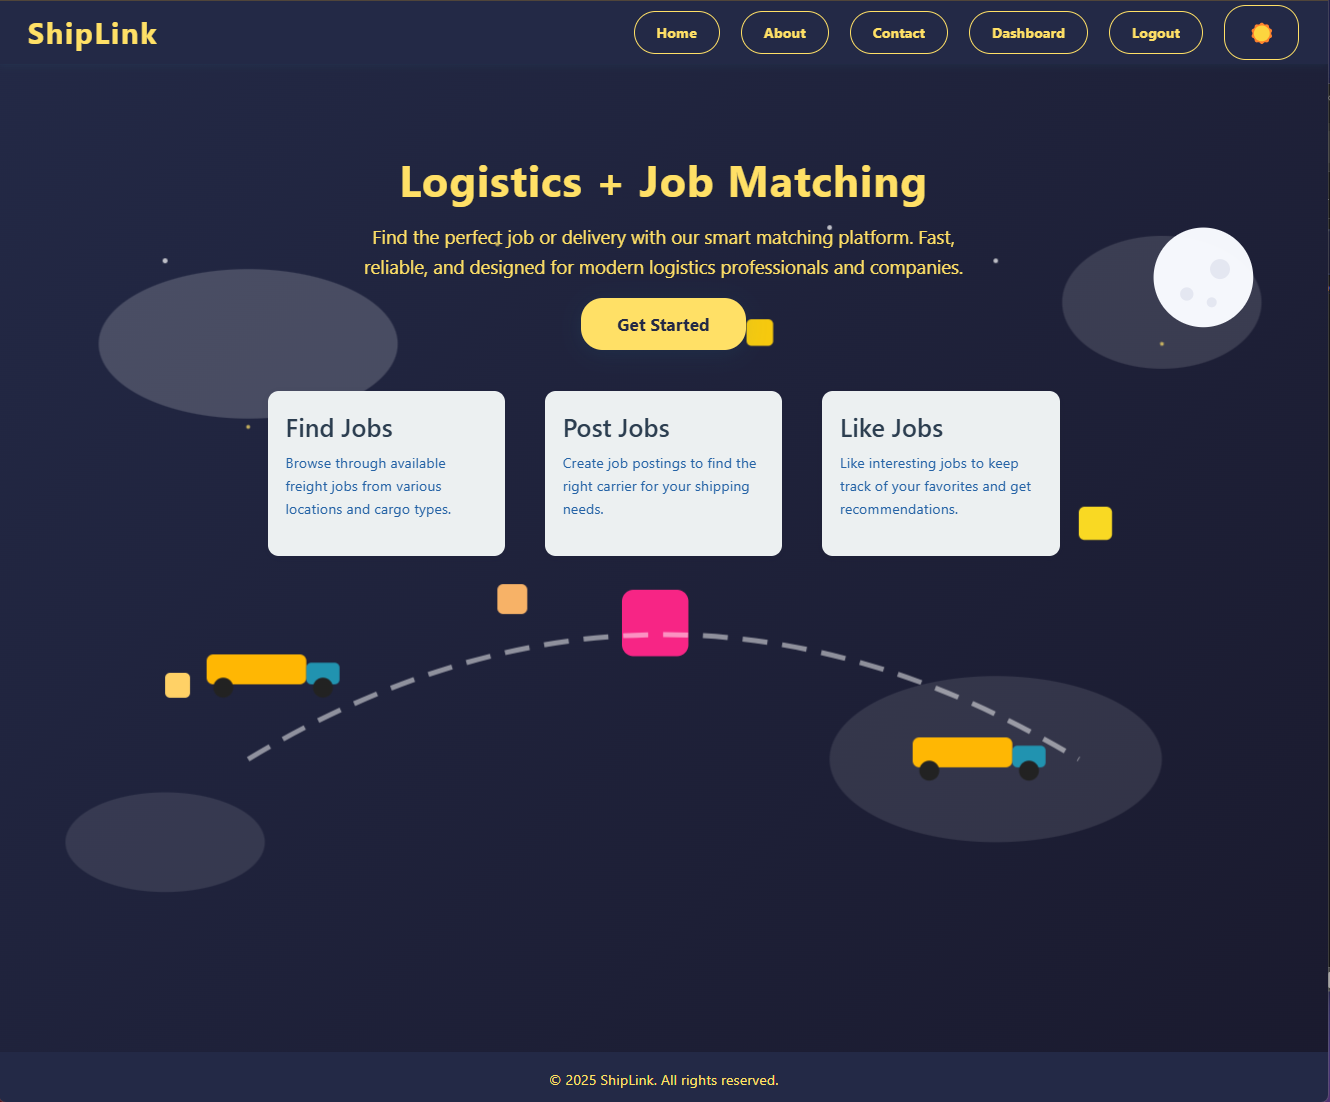 ShipLink
Home
About
Contact
Dashboard
Logout
Logistics + Job Matching
Find the perfect job or delivery with our smart matching platform. Fast,
reliable, and designed for modern logistics professionals and companies.
Get Started
Find Jobs
Browse through available
freight jobs from various
locations and cargo types.
Post Jobs
Create job postings to find the
right carrier for your shipping
needs.
Like Jobs
Like interesting jobs to keep
track of your favorites and get
recommendations.
© 2025 ShipLink. All rights reserved.